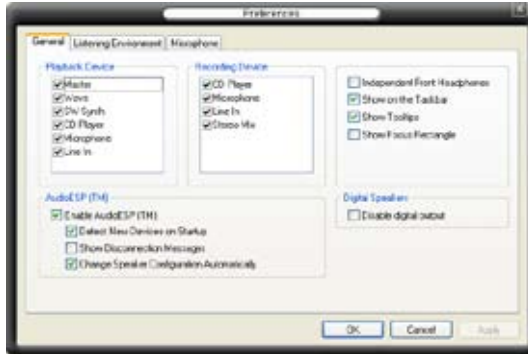 Preferences
General
Listening Environment
Microphone
Playback Device
Master
Wave
SW Synth
CD Player
Microphone
Line In
Recording Device
CD Player
Microphone
Line In
Stereo Mix
Independent Front Headphones
Show on the Taskbar
Show Tooltips
Show Focus Rectangle
AudioESP (TM)
Enable AudioESP (TM)
Detect New Devices on Startup
Show Disconnection Messages
Change Speaker Configuration Automatically
Digital Speakers
Disable digital output
OK
Cancel
Apply